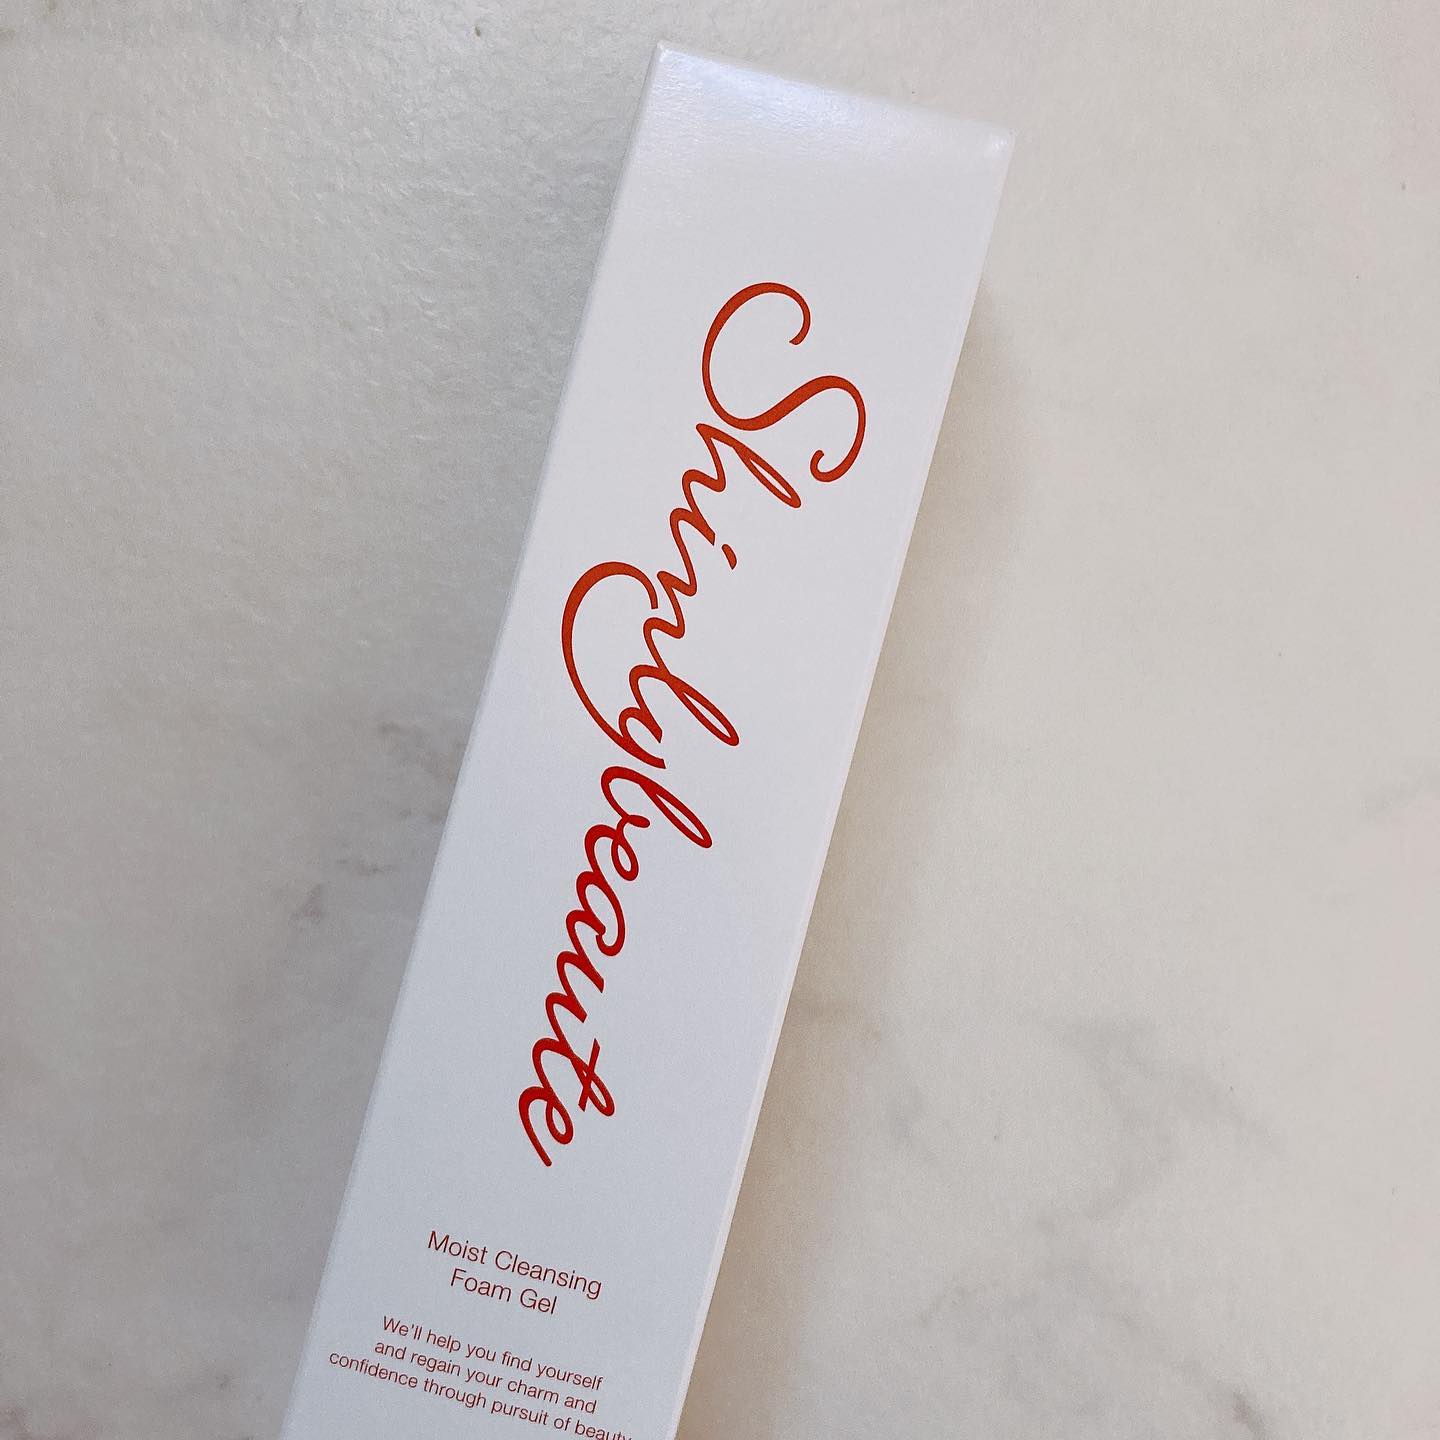 Shinlybeaute
Moist Cleansing
Foam Gel
We'll help you find yourself
and regain your charm and
confidence through pursuit of beauty